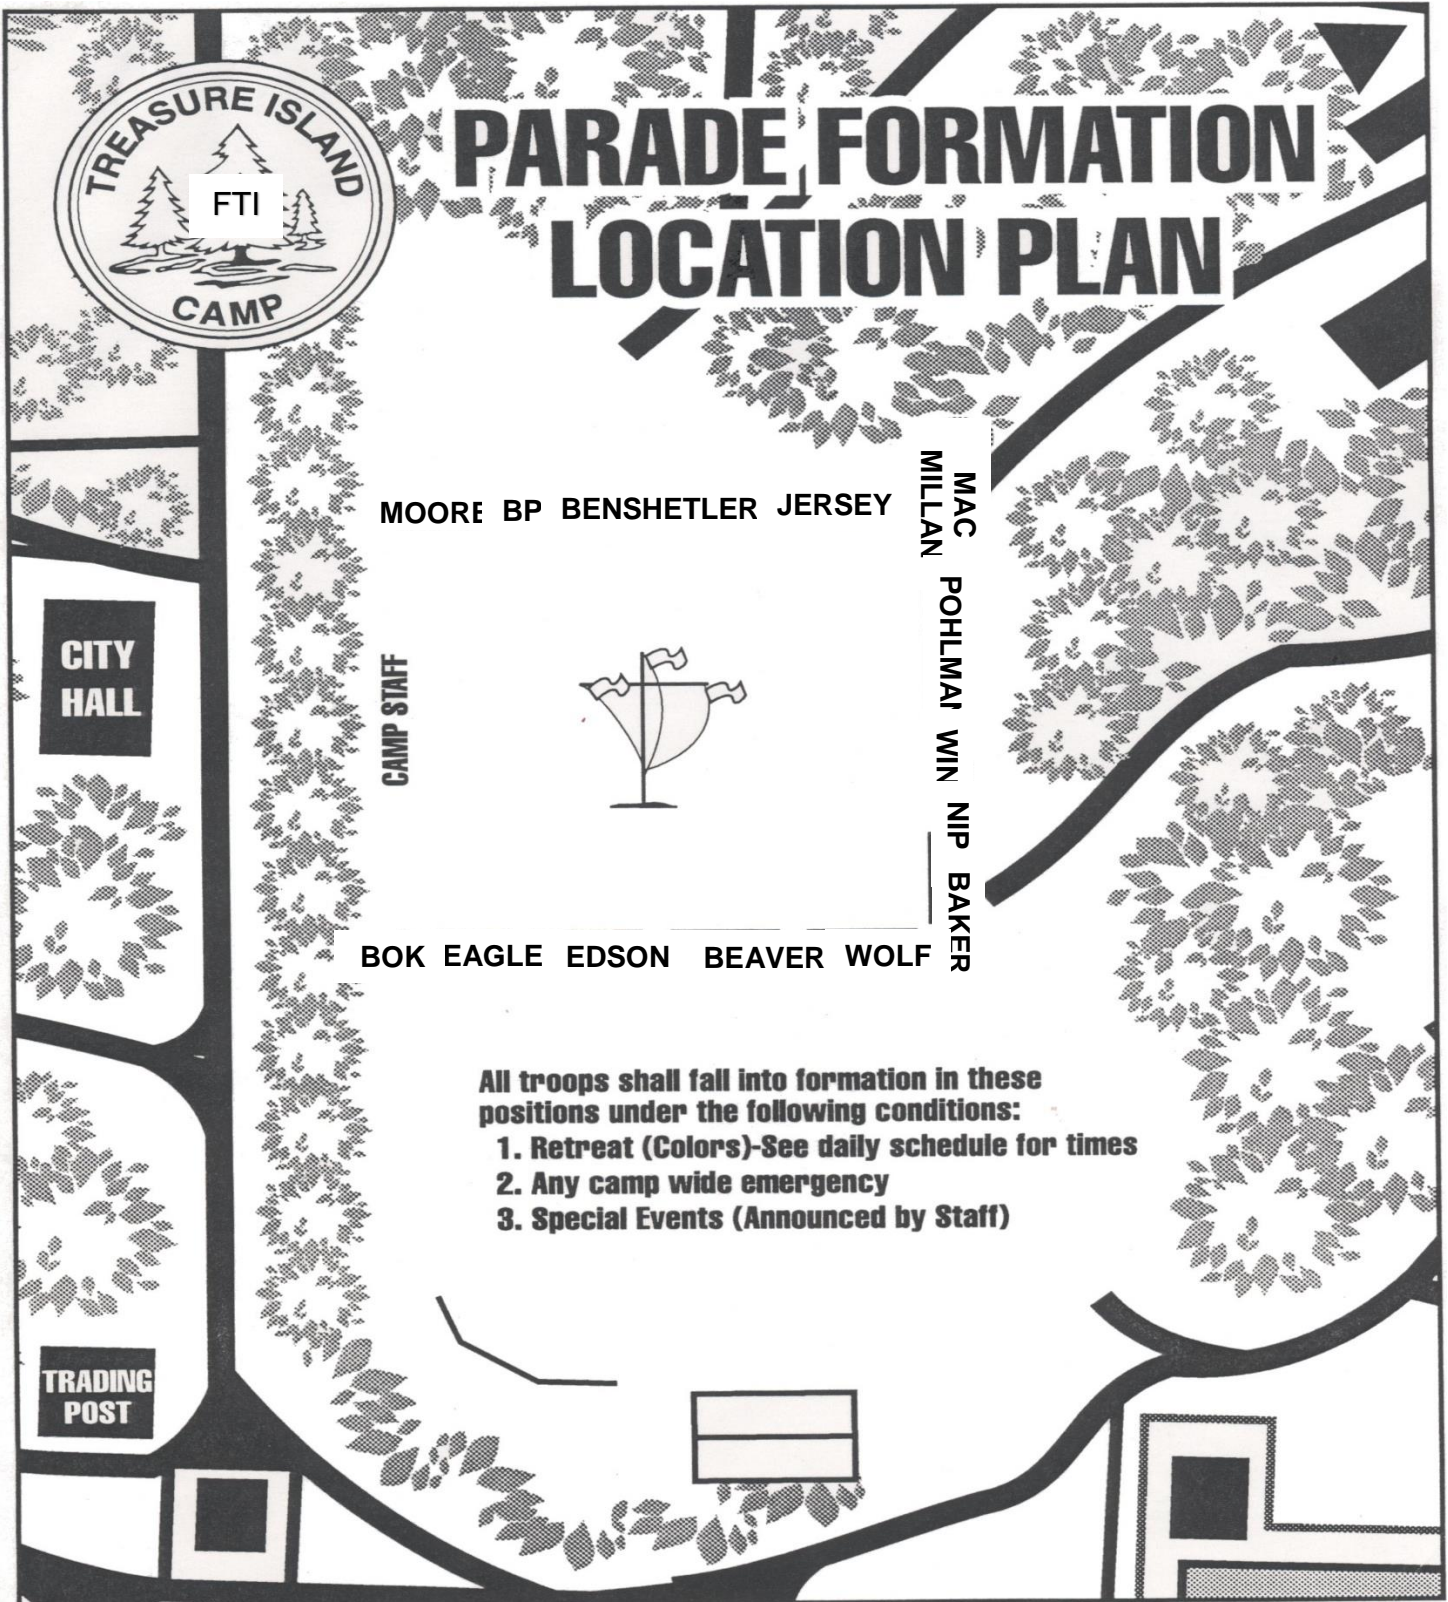 TREASURE ISLAND
FTI
CAMP
PARADE FORMATION
LOCATION PLAN
MOORE BP BENSHETLER JERSEY
MAC
MILLAN
POHLMAN
WIN
NIP
BAKER
CITY
HALL
CAMP STAFF
BOK EAGLE EDSON BEAVER WOLF
All troops shall fall into formation in these
positions under the following conditions:
1. Retreat (Colors)-See daily schedule for times
2. Any camp wide emergency
3. Special Events (Announced by Staff)
TRADING
POST